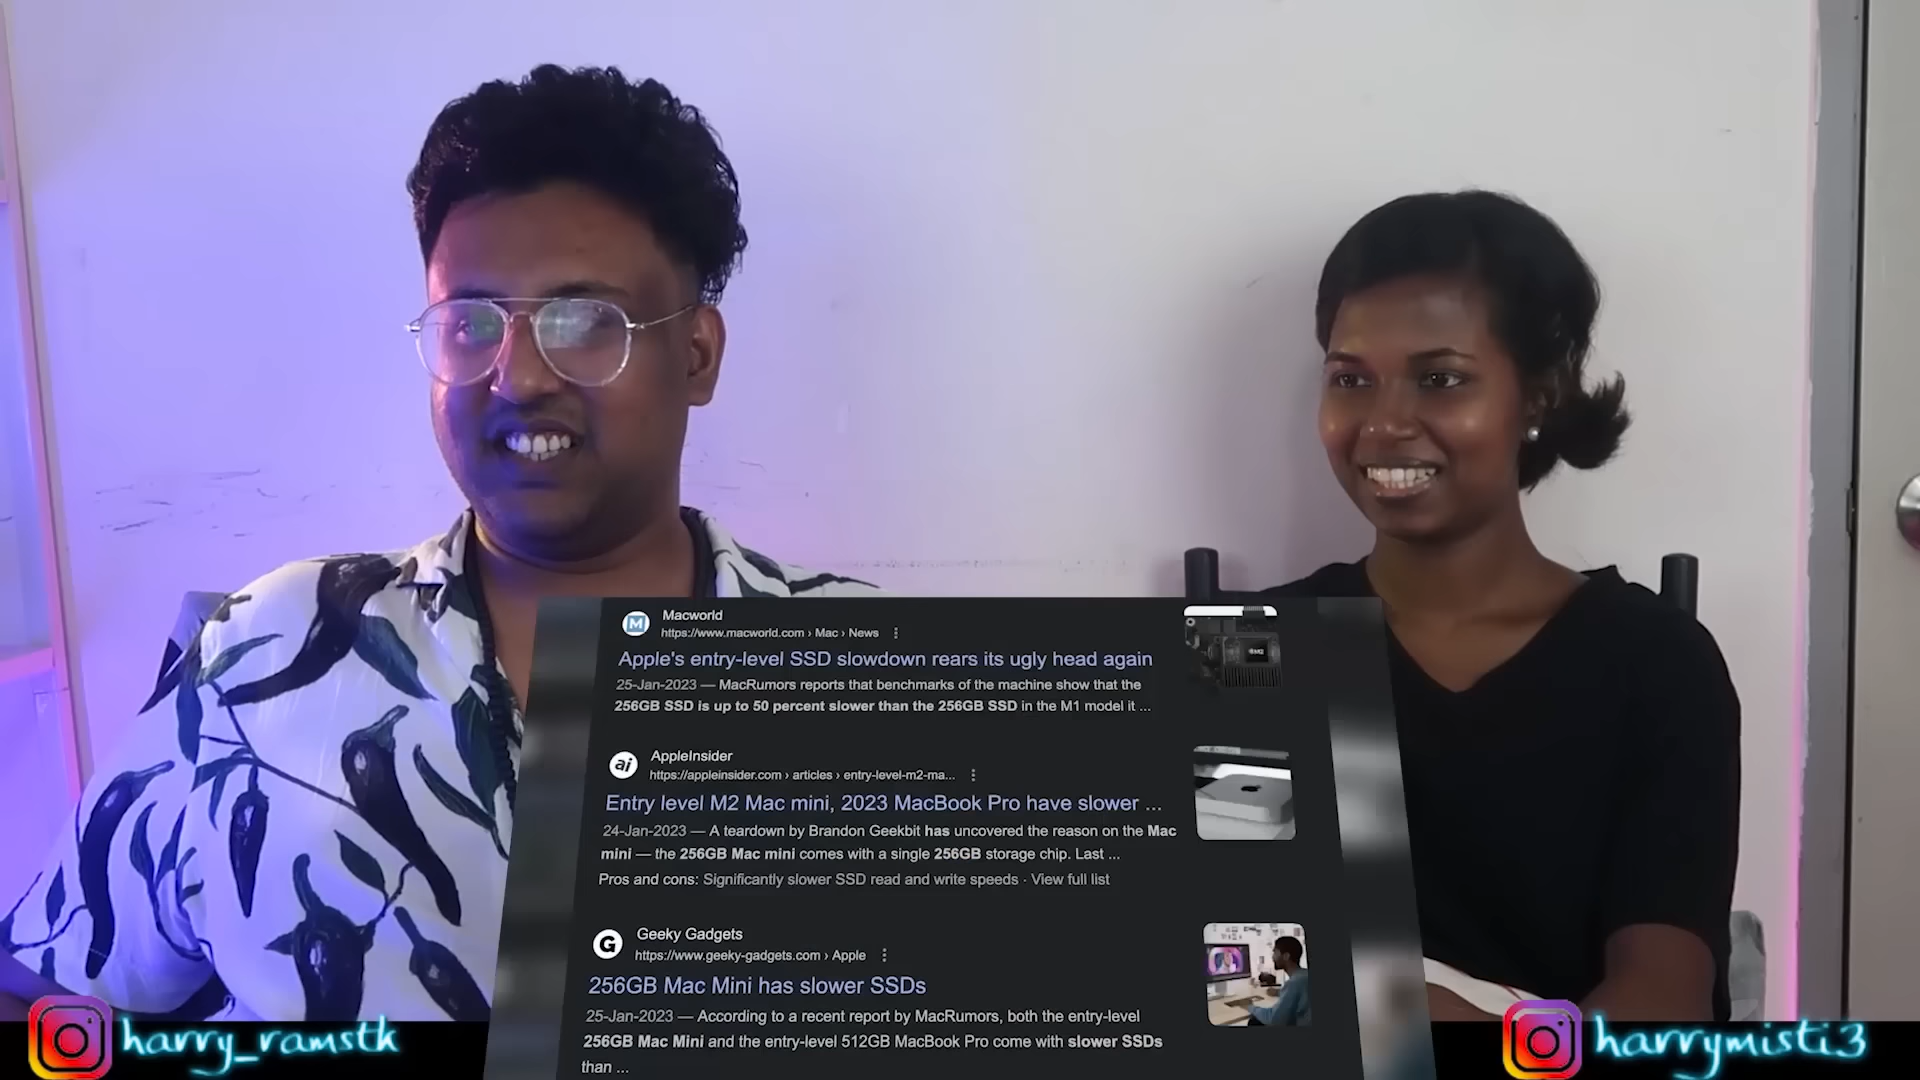 Macworld
https://www.macworld.com › Mac › News
Apple's entry-level SSD slowdown rears its ugly head again
25-Jan-2023 — MacRumors reports that benchmarks of the machine show that the
256GB SSD is up to 50 percent slower than the 256GB SSD in the M1 model it ...
M2
AppleInsider
https://appleinsider.com › articles › entry-level-m2-ma...
Entry level M2 Mac mini, 2023 MacBook Pro have slower ...
24-Jan-2023 — A teardown by Brandon Geekbit has uncovered the reason on the Mac
mini — the 256GB Mac mini comes with a single 256GB storage chip. Last ...
Pros and cons: Significantly slower SSD read and write speeds · View full list
Geeky Gadgets
https://www.geeky-gadgets.com › Apple
256GB Mac Mini has slower SSDs
25-Jan-2023 — According to a recent report by MacRumors, both the entry-level
256GB Mac Mini and the entry-level 512GB MacBook Pro come with slower SSDs
than ...
harry_ramstk
harrymisti3